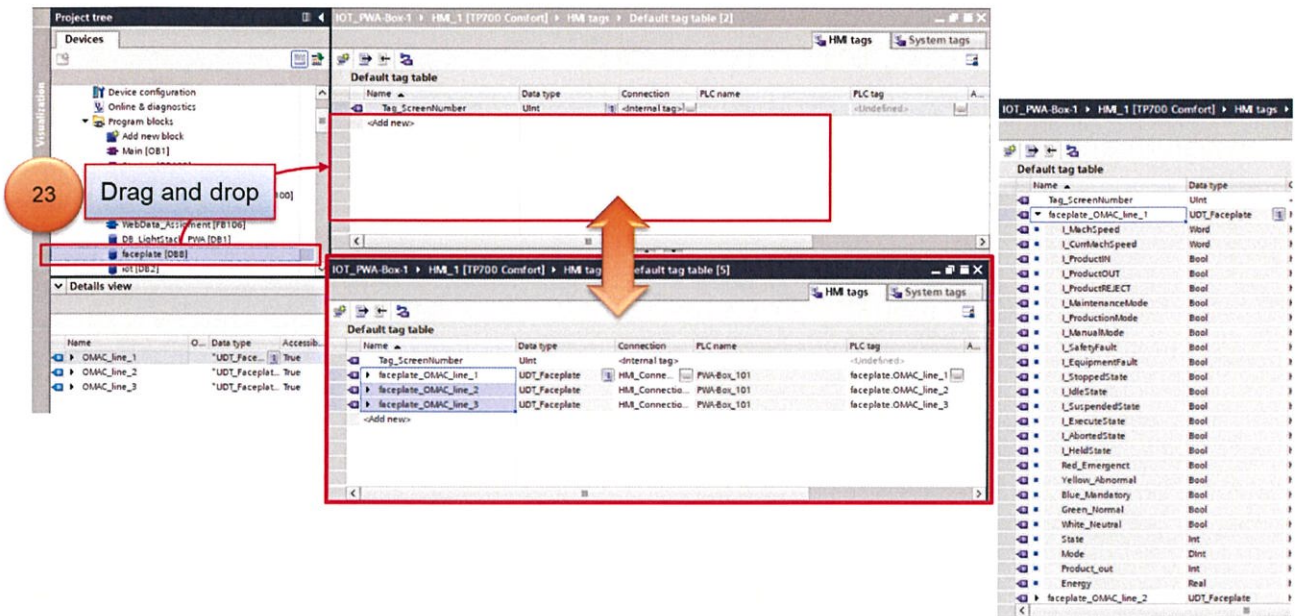 Project tree
Devices
Visualization
Device configuration
Online & diagnostics
Program blocks
Add new block
Main [OB1]
23
Drag and drop
WebData_Assignment [FB106]
DB_LightStack_PWA [DB1]
faceplate [DB8]
iot [DB2]
Details view
Name O... Data type Accessib...
OMAC_line_1 "UDT_Face... True
OMAC_line_2 "UDT_Faceplat... True
OMAC_line_3 "UDT_Faceplat... True
IOT_PWA-Box-1 HMI_1 [TP700 Comfort] HMI tags Default tag table [2]
HMI tags System tags
Default tag table
Name Data type Connection PLC name PLC tag A...
Tag_ScreenNumber UInt <Internal tag> <Undefined>
<Add new>
IOT_PWA-Box-1 HMI_1 [TP700 Comfort] HMI tag efault tag table [5]
HMI tags System tags
Default tag table
Name Data type Connection PLC name PLC tag A...
Tag_ScreenNumber UInt <Internal tag> <Undefined>
faceplate_OMAC_line_1 UDT_Faceplate HMI_Conne... PWA-Box_101 faceplate.OMAC_line_1
faceplate_OMAC_line_2 UDT_Faceplate HMI_Connectio... PWA-Box_101 faceplate.OMAC_line_2
faceplate_OMAC_line_3 UDT_Faceplate HMI_Connectio... PWA-Box_101 faceplate.OMAC_line_3
<Add new>
IOT_PWA-Box-1 HMI_1 [TP700 Comfort] HMI tags
Default tag table
Name Data type
Tag_ScreenNumber UInt
faceplate_OMAC_line_1 UDT_Faceplate
I_MachSpeed Word
I_CurrMachSpeed Word
I_ProductIN Bool
I_ProductOUT Bool
I_ProductREJECT Bool
I_MaintenanceMode Bool
I_ProductionMode Bool
I_ManualMode Bool
I_SafetyFault Bool
I_EquipmentFault Bool
I_StoppedState Bool
I_IdleState Bool
I_SuspendedState Bool
I_ExecuteState Bool
I_AbortedState Bool
I_HeldState Bool
Red_Emergenct Bool
Yellow_Abnormal Bool
Blue_Mandatory Bool
Green_Normal Bool
White_Neutral Bool
State Int
Mode DInt
Product_out Int
Energy Real
faceplate_OMAC_line_2 UDT_Faceplate